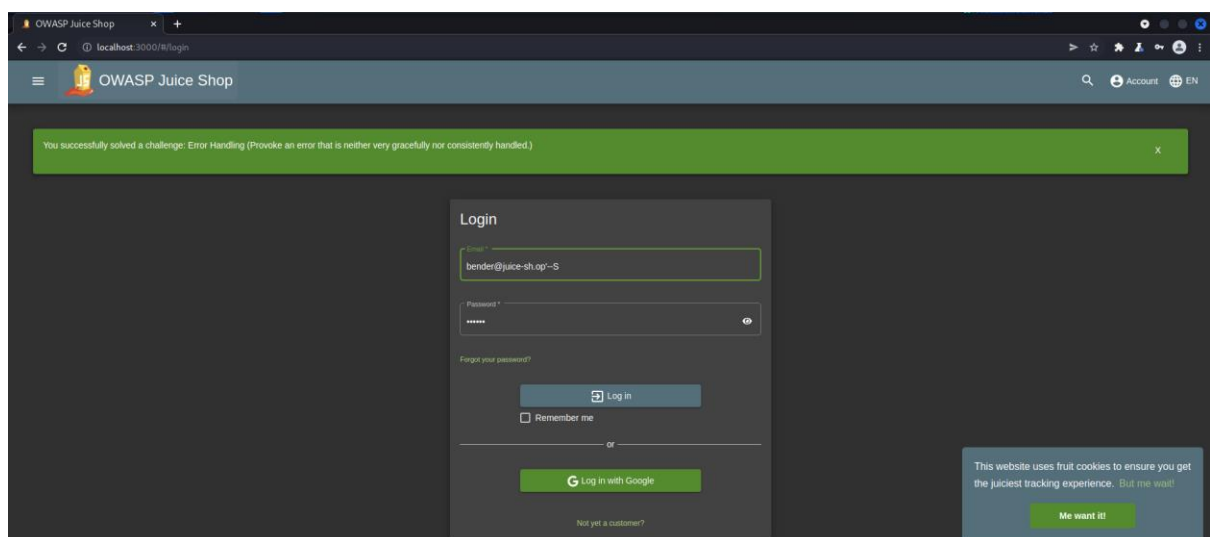 OWASP Juice Shop
localhost:3000/#/login
OWASP Juice Shop
Account
EN
You successfully solved a challenge: Error Handling (Provoke an error that is neither very gracefully nor consistently handled.)
X
Login
Email *
bender@juice-sh.op'--S
Password *
••••••
Forgot your password?
Log in
Remember me
or
Log in with Google
Not yet a customer?
This website uses fruit cookies to ensure you get
the juiciest tracking experience. But me wait!
Me want it!